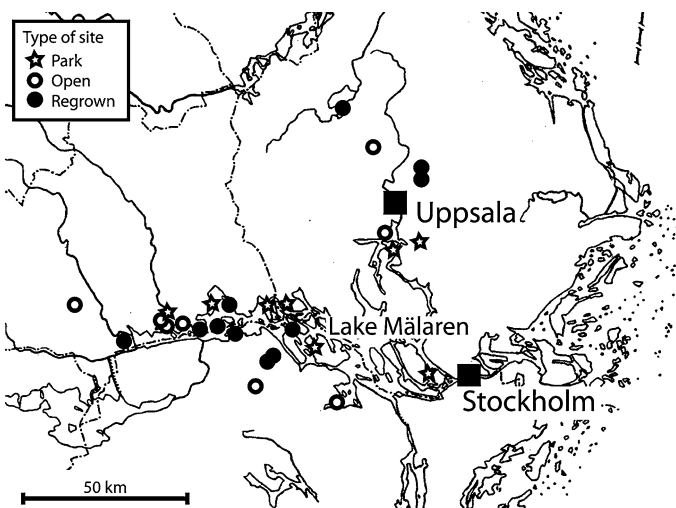 Type of site
Park
Open
Regrown
Uppsala
Lake Mälaren
Stockholm
50 km